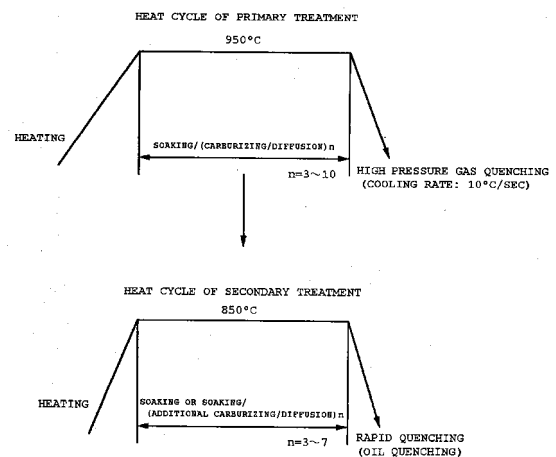 HEAT CYCLE OF PRIMARY TREATMENT
950°C
HEATING
SOAKING/(CARBURIZING/DIFFUSION)n
n=3~10
HIGH PRESSURE GAS QUENCHING
(COOLING RATE: 10°C/SEC)
HEAT CYCLE OF SECONDARY TREATMENT
850°C
HEATING
SOAKING OR SOAKING/
(ADDITIONAL CARBURIZING/DIFFUSION)n
n=3~7
RAPID QUENCHING
(OIL QUENCHING)